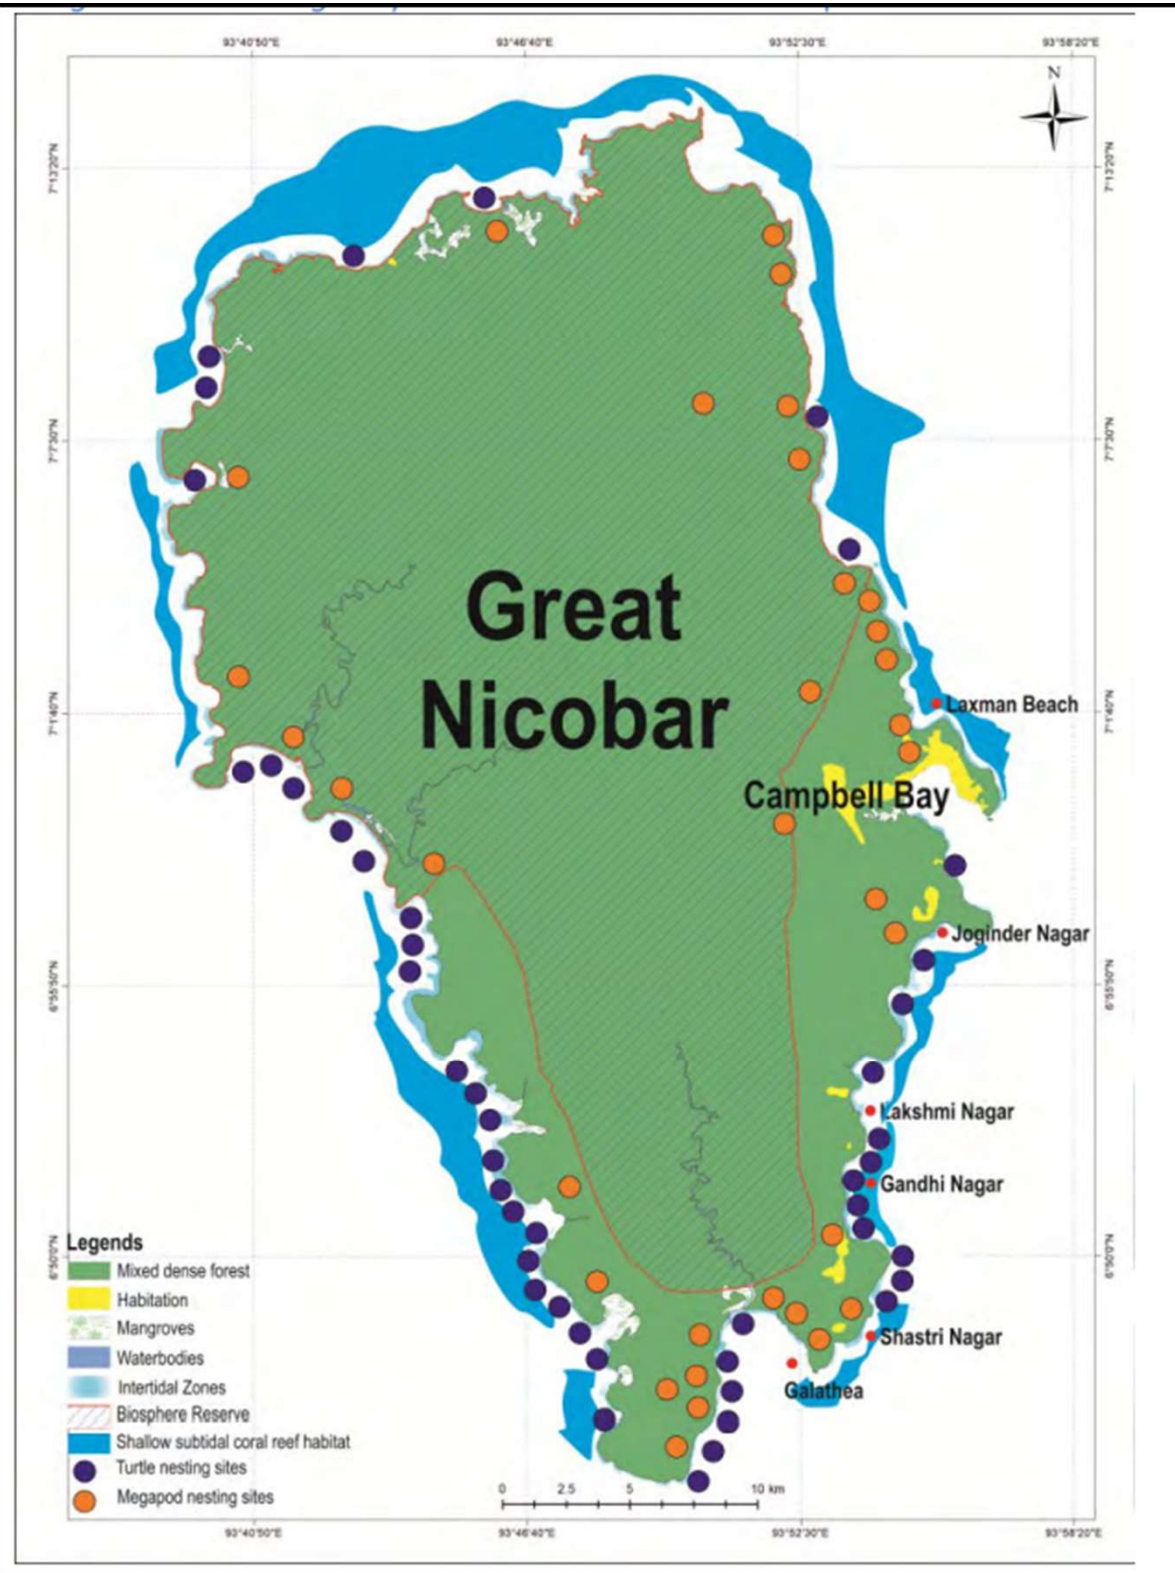 93°40'50"E
93°46'40"E
93°52'30"E
93°58'20"E
N
7°13'20"N
7°13'20"N
7°7'30"N
7°7'30"N
Great
Nicobar
7°1'40"N
7°1'40"N
Laxman Beach
Campbell Bay
Joginder Nagar
6°55'50"N
6°55'50"N
Lakshmi Nagar
Gandhi Nagar
6°50'0"N
6°50'0"N
Shastri Nagar
Galathea
Legends
Mixed dense forest
Habitation
Mangroves
Waterbodies
Intertidal Zones
Biosphere Reserve
Shallow subtidal coral reef habitat
Turtle nesting sites
Megapod nesting sites
0 2.5 5 10 km
93°40'50"E
93°46'40"E
93°52'30"E
93°58'20"E